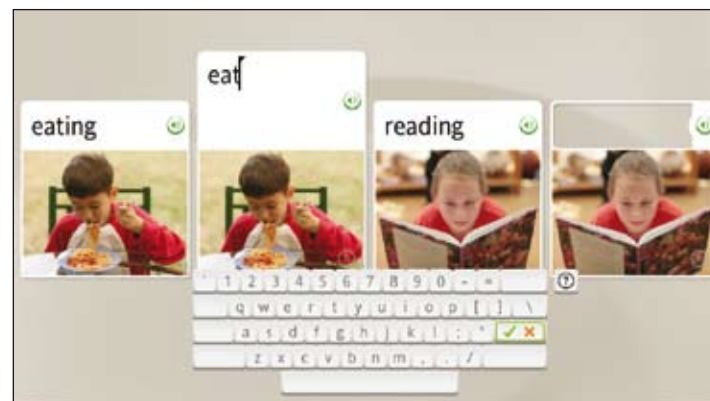 eating
eat
reading
` 1 2 3 4 5 6 7 8 9 0 - =
q w e r t y u i o p [ ] \
a s d f g h j k l ; '
z x c v b n m , . /
?